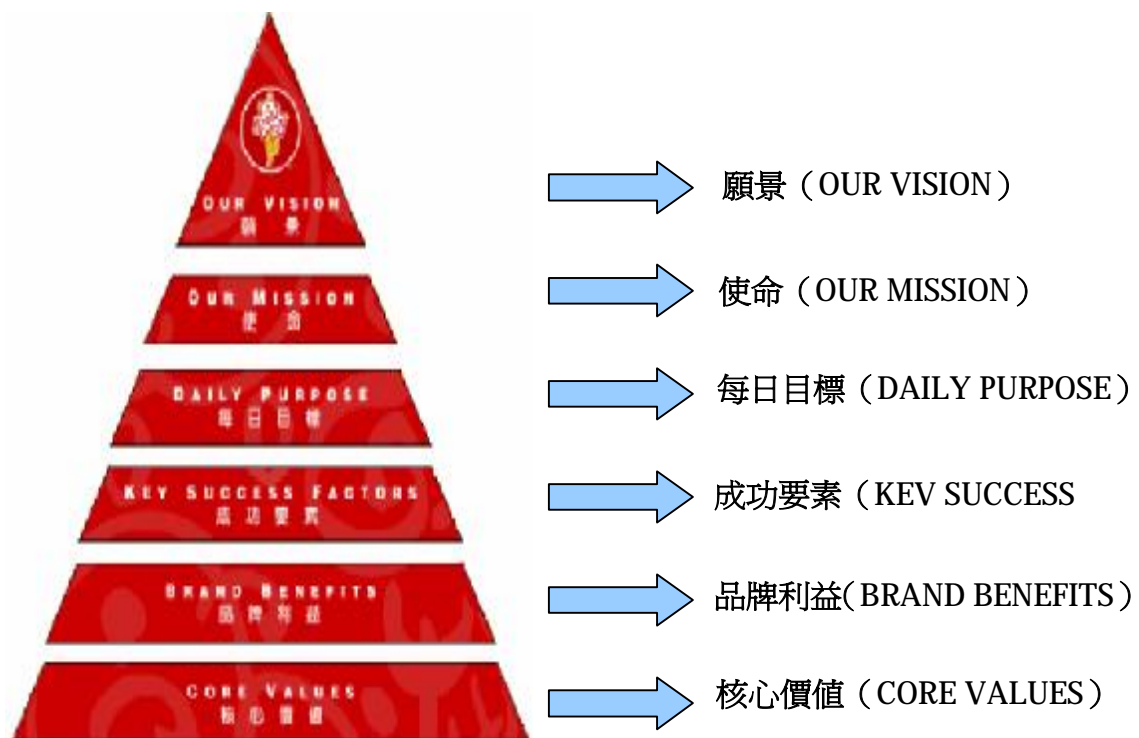 OUR VISION
願景
願景（OUR VISION）
OUR MISSION
使命
使命（OUR MISSION）
DAILY PURPOSE
每日目標
每日目標（DAILY PURPOSE）
KEY SUCCESS FACTORS
成功要素
成功要素（KEV SUCCESS
BRAND BENEFITS
品牌利益
品牌利益（BRAND BENEFITS）
CORE VALUES
核心價值
核心價值（CORE VALUES）